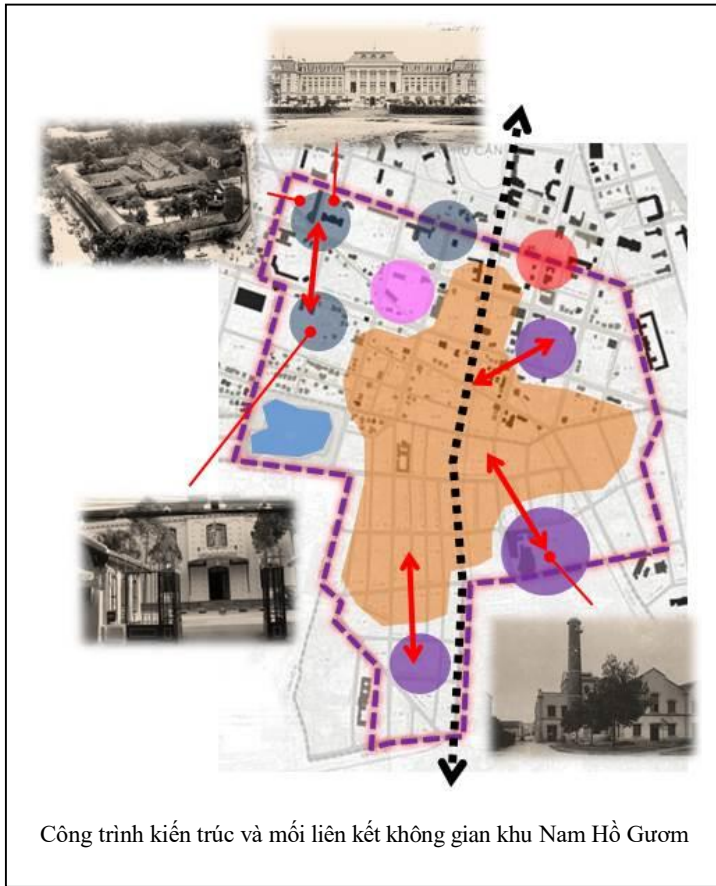 Công trình kiến trúc và mối liên kết không gian khu Nam Hồ Gươm